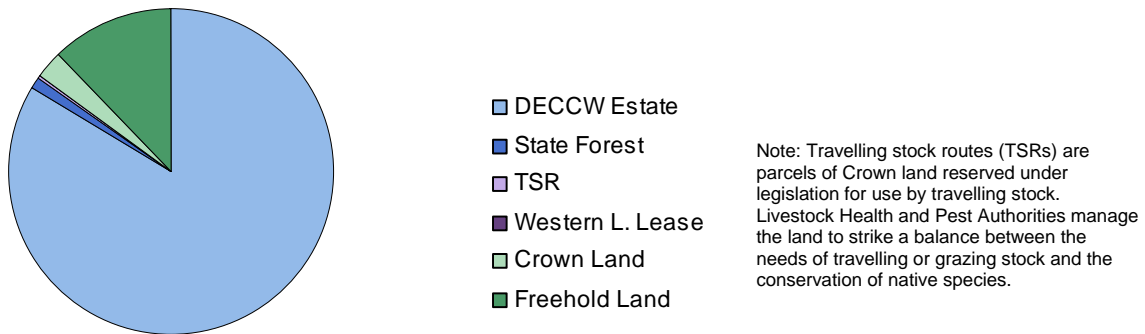 DECCW Estate
State Forest
TSR
Western L. Lease
Crown Land
Freehold Land
Note: Travelling stock routes (TSRs) are
parcels of Crown land reserved under
legislation for use by travelling stock.
Livestock Health and Pest Authorities manage
the land to strike a balance between the
needs of travelling or grazing stock and the
conservation of native species.